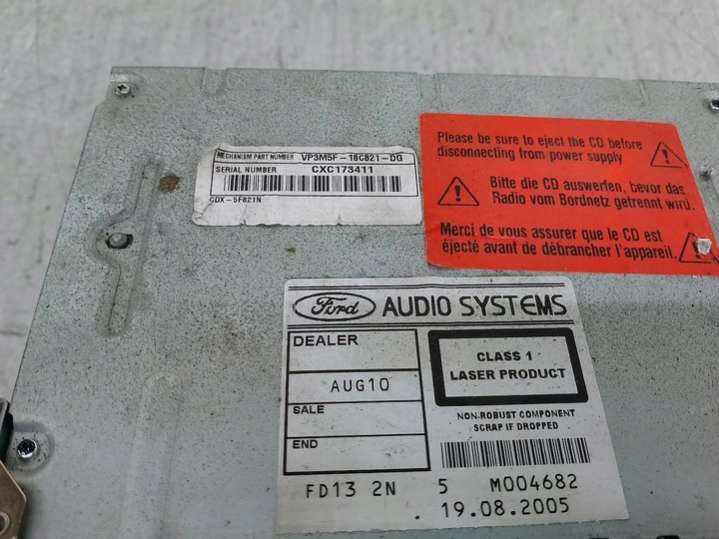 MECHANISM PART NUMBER VP3M5F-18C821-DG
SERIAL NUMBER CXC173411
CDX-5F821N
Please be sure to eject the CD before
disconnecting from power supply
Bitte die CD auswerfen, bevor das
Radio vom Bordnetz getrennt wird.
Merci de vous assurer que le CD est
éjecté avant de débrancher l'appareil.
Ford AUDIO SYSTEMS
DEALER
AUG10
SALE
END
CLASS 1
LASER PRODUCT
NON-ROBUST COMPONENT
SCRAP IF DROPPED
FD13 2N 5 M004682
19.08.2005